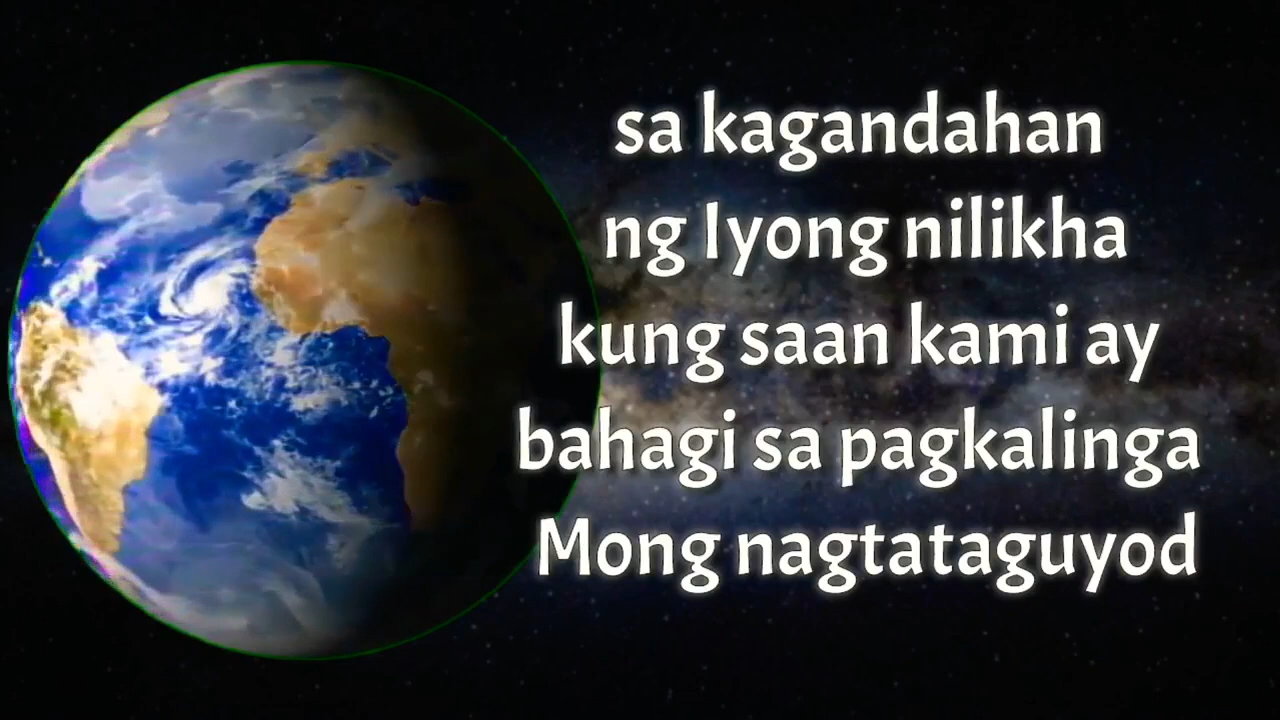 sa kagandahan
ng Iyong nilikha
kung saan kami ay
bahagi sa pagkalinga
Mong nagtataguyod